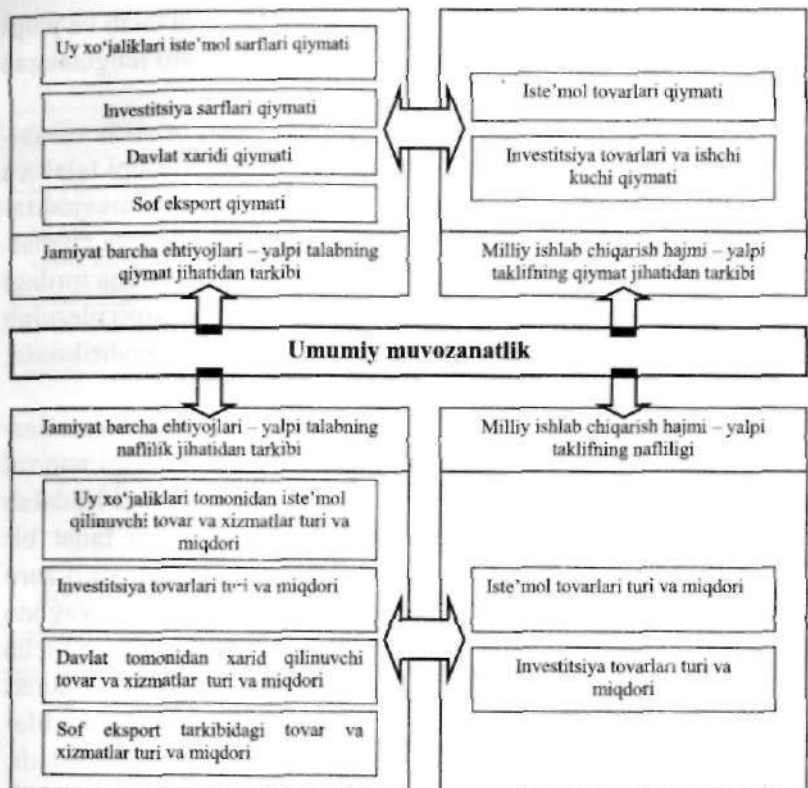 Uy xo‘jaliklari iste’mol sarflari qiymati
Investitsiya sarflari qiymati
Davlat xaridi qiymati
Sof eksport qiymati
Jamiyat barcha ehtiyojlari – yalpi talabning
qiymat jihatidan tarkibi
Iste’mol tovarlari qiymati
Investitsiya tovarlari va ishchi
kuchi qiymati
Milliy ishlab chiqarish hajmi – yalpi
taklifning qiymat jihatidan tarkibi
Umumiy muvozanatlik
Jamiyat barcha ehtiyojlari – yalpi talabning
naflilik jihatidan tarkibi
Uy xo‘jaliklari tomonidan iste’mol
qilinuvchi tovar va xizmatlar turi va
miqdori
Investitsiya tovarlari turi va miqdori
Davlat tomonidan xarid qilinuvchi
tovar va xizmatlar turi va miqdori
Sof eksport tarkibidagi tovar va
xizmatlar turi va miqdori
Milliy ishlab chiqarish hajmi – yalpi
taklifning nafliligi
Iste’mol tovarlari turi va miqdori
Investitsiya tovarlari turi va
miqdori